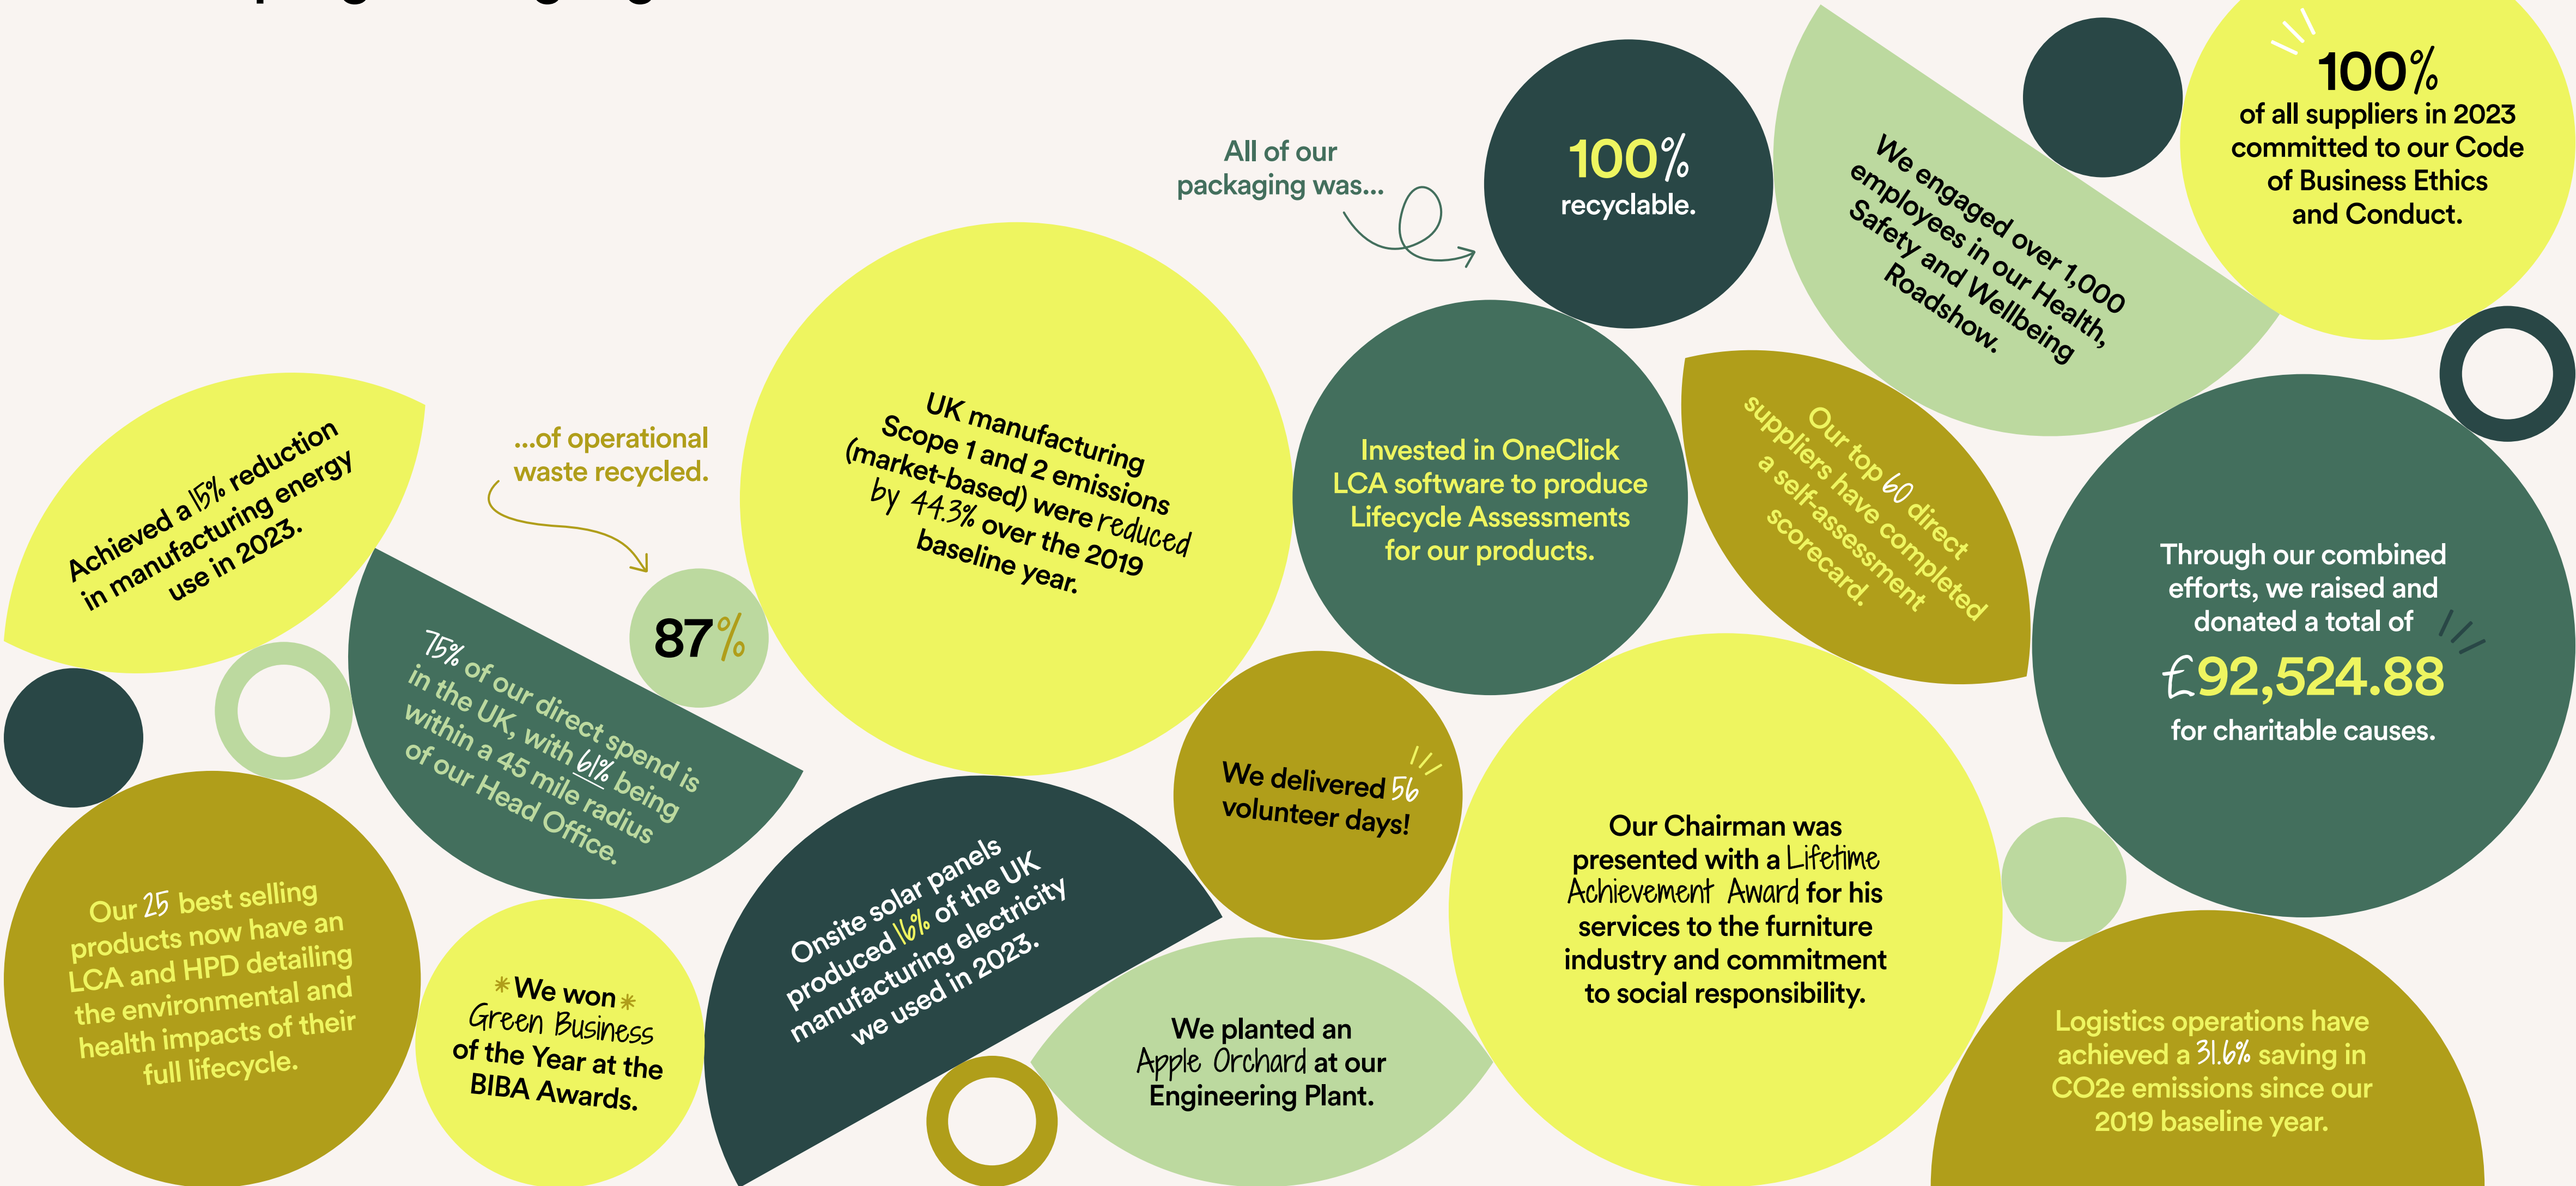 Achieved a 15% reduction
in manufacturing energy
use in 2023.
...of operational
waste recycled.
87%
75% of our direct spend is
in the UK, with 61% being
within a 45 mile radius
of our Head Office.
Our 25 best selling
products now have an
LCA and HPD detailing
the environmental and
health impacts of their
full lifecycle.
*We won*
Green Business
of the Year at the
BIBA Awards.
UK manufacturing
Scope 1 and 2 emissions
(market-based) were reduced
by 44.3% over the 2019
baseline year.
Onsite solar panels
produced 16% of the UK
manufacturing electricity
we used in 2023.
All of our
packaging was...
100%
recyclable.
Invested in OneClick
LCA software to produce
Lifecycle Assessments
for our products.
We delivered 56
volunteer days!
We planted an
Apple Orchard at our
Engineering Plant.
We engaged over 1,000
employees in our Health,
Safety and Wellbeing
Roadshow.
Our top 60 direct
suppliers have completed
a self-assessment
scorecard.
Our Chairman was
presented with a Lifetime
Achievement Award for his
services to the furniture
industry and commitment
to social responsibility.
100%
of all suppliers in 2023
committed to our Code
of Business Ethics
and Conduct.
Through our combined
efforts, we raised and
donated a total of
£92,524.88
for charitable causes.
Logistics operations have
achieved a 31.6% saving in
CO2e emissions since our
2019 baseline year.